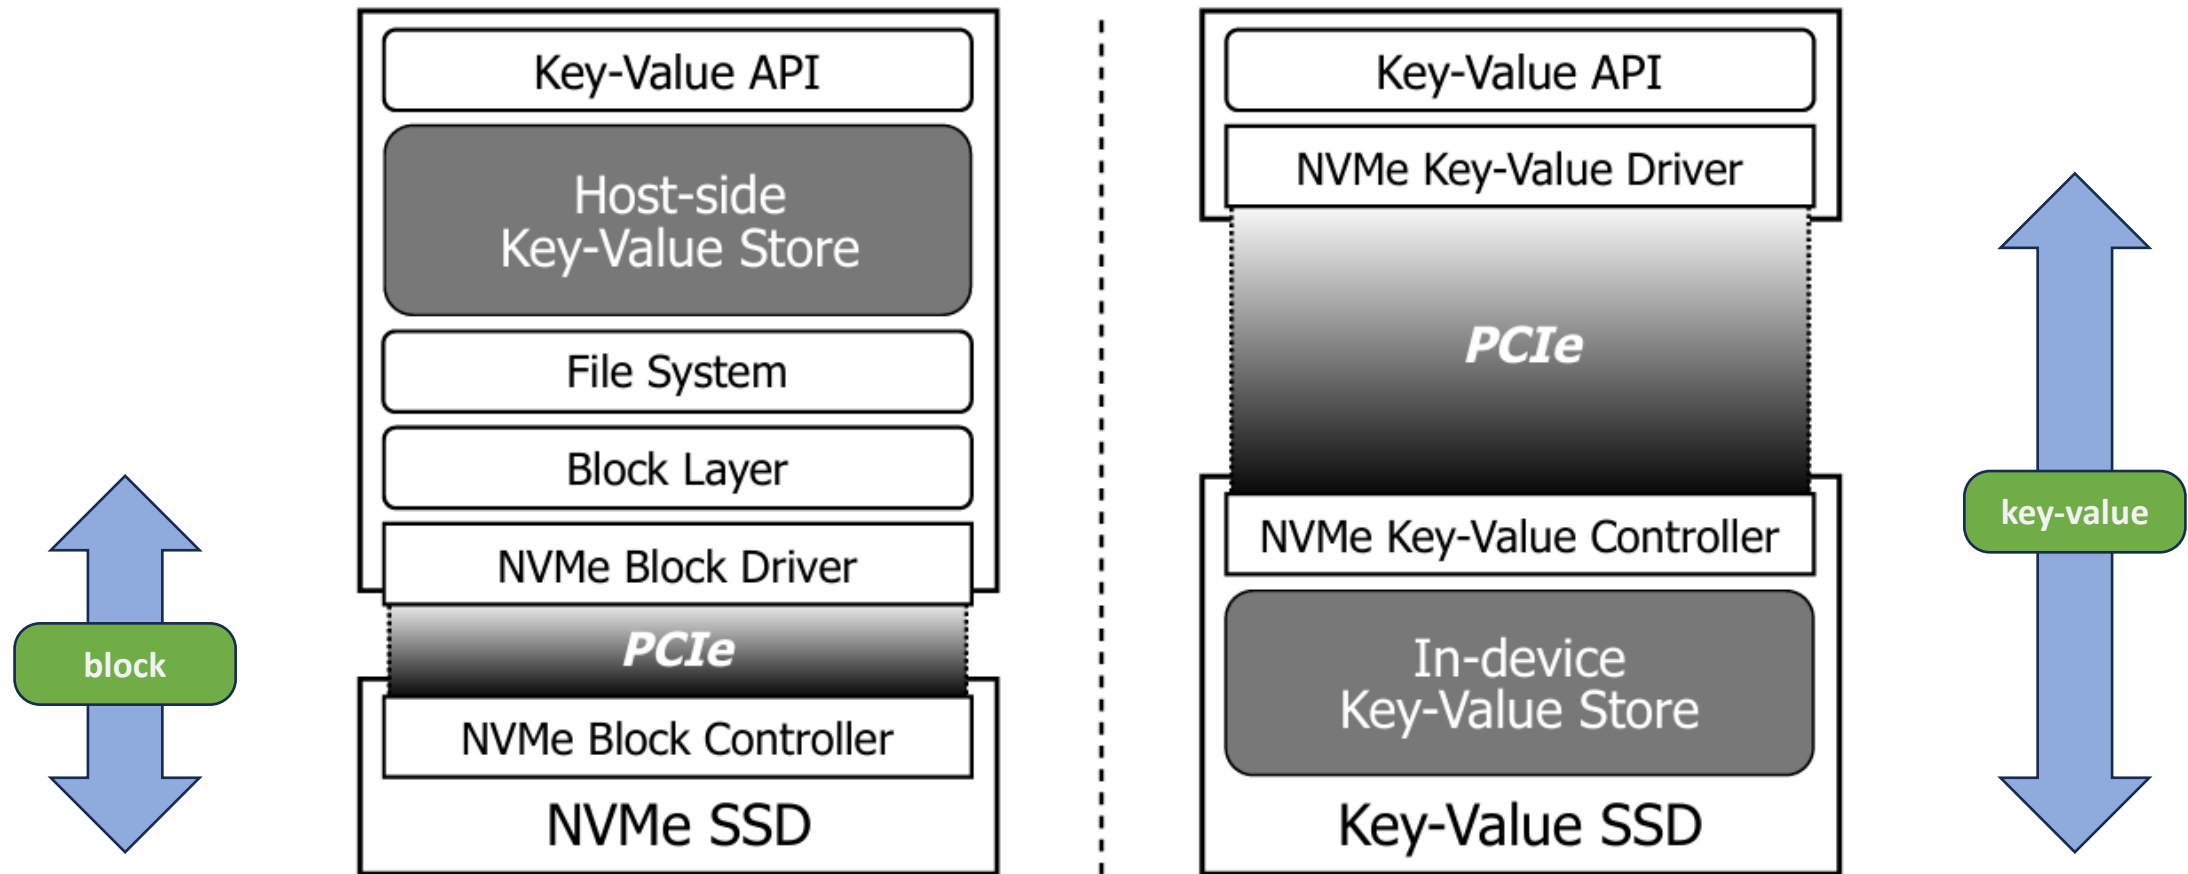 Key-Value API
Host-side
Key-Value Store
File System
Block Layer
NVMe Block Driver
PCIe
NVMe Block Controller
NVMe SSD
block
Key-Value API
NVMe Key-Value Driver
PCIe
NVMe Key-Value Controller
In-device
Key-Value Store
Key-Value SSD
key-value